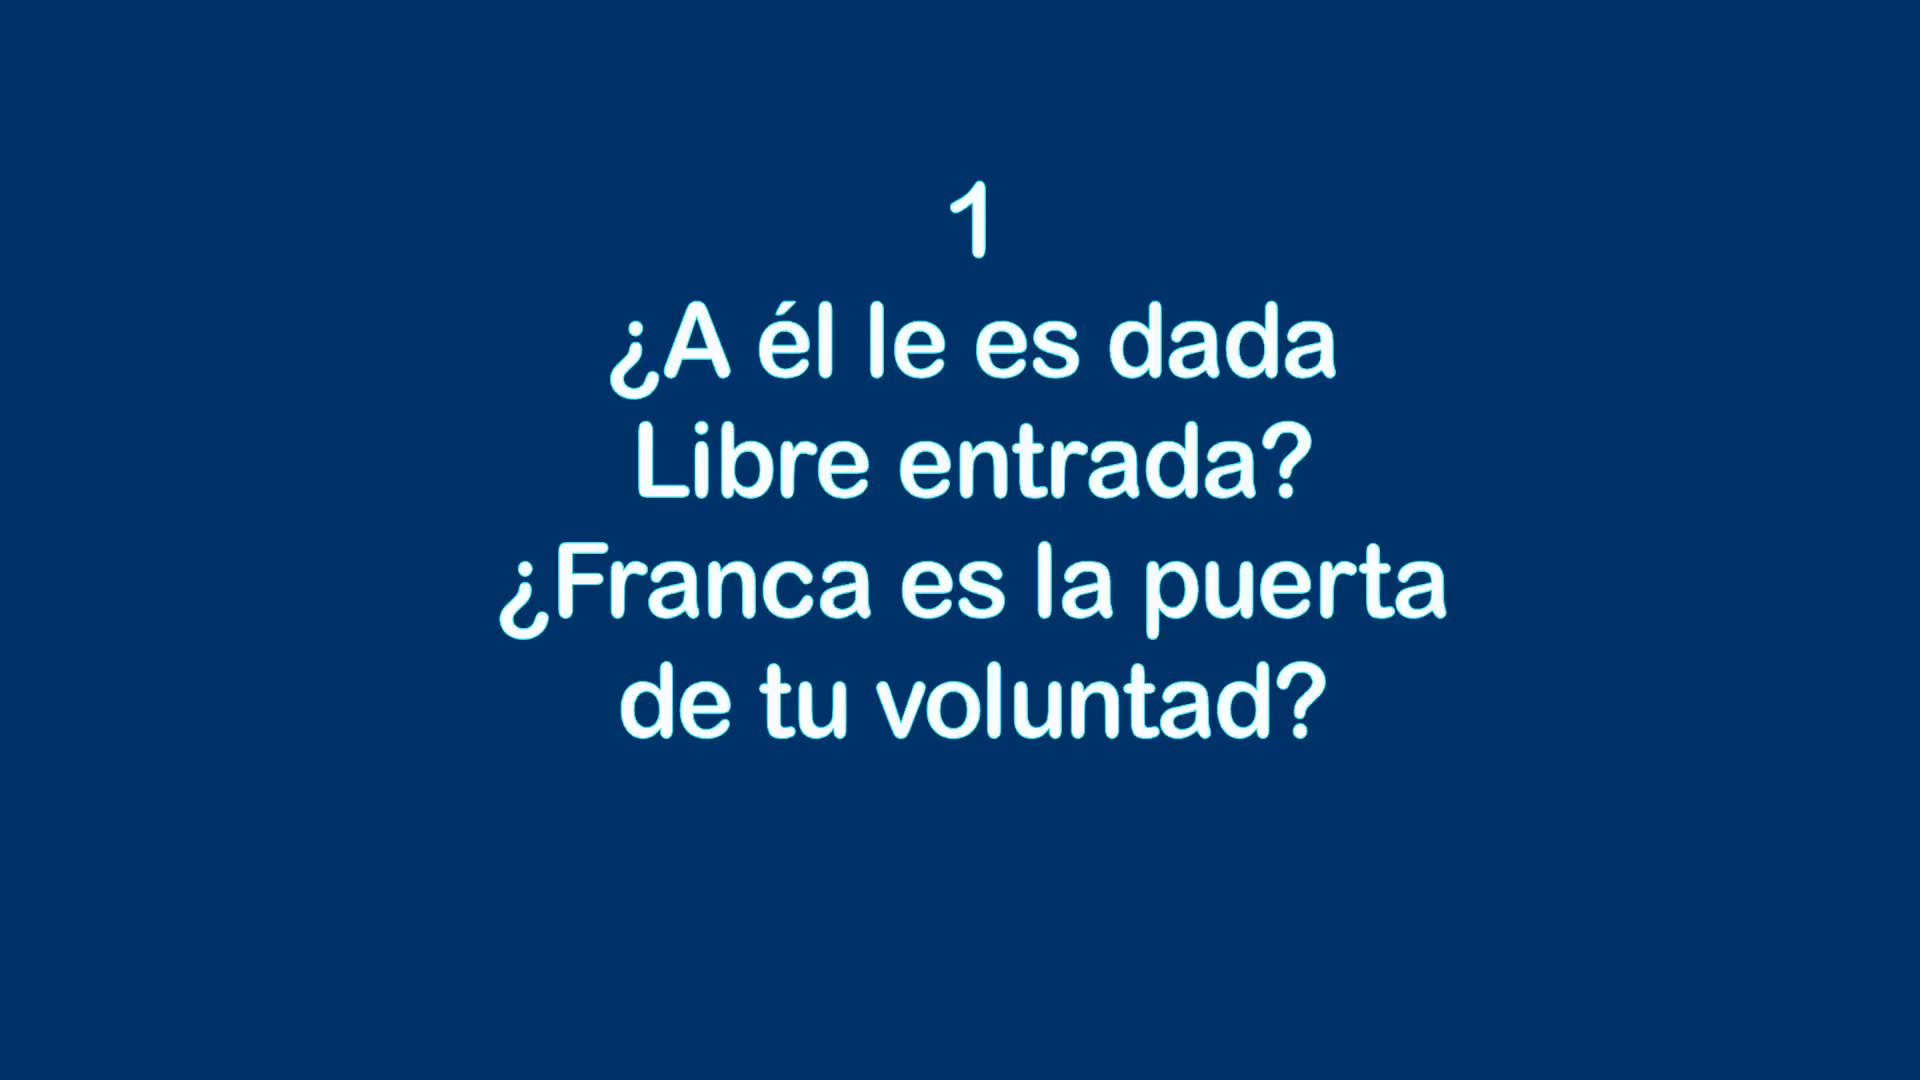 1
¿A él le es dada
Libre entrada?
¿Franca es la puerta
de tu voluntad?